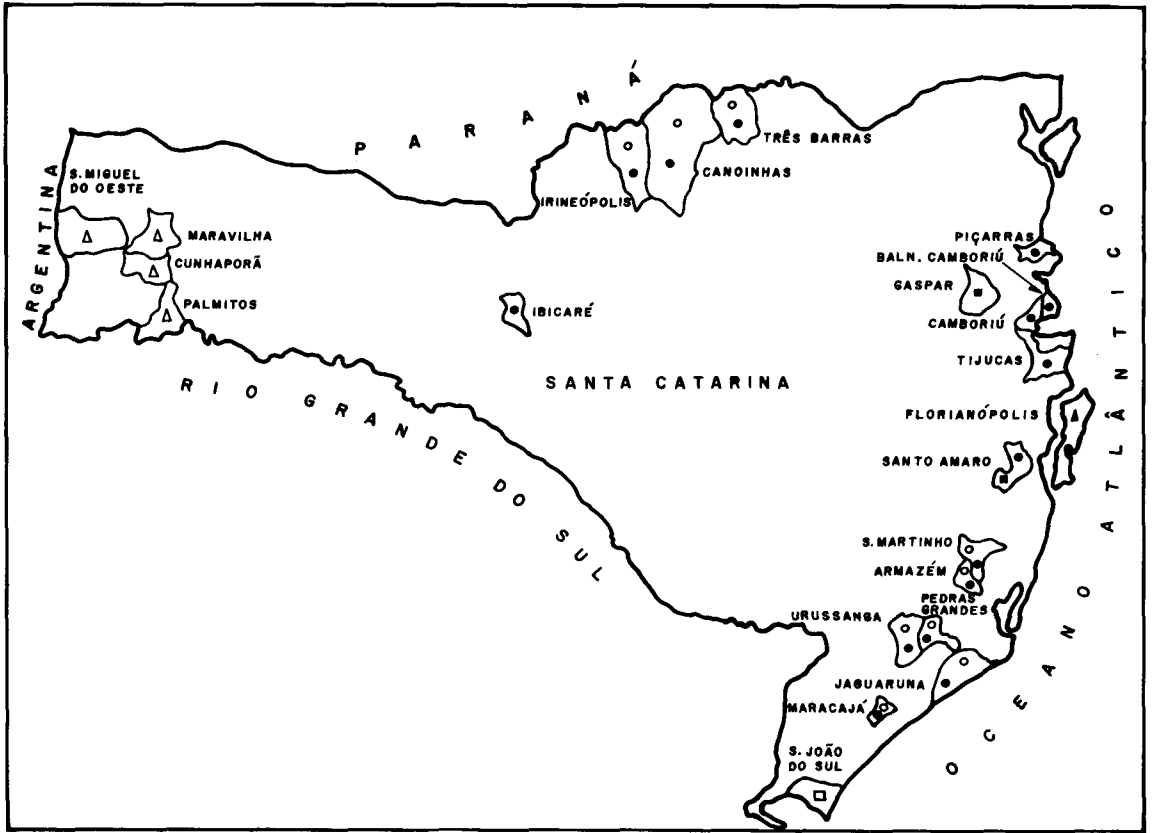 PARANÁ
ARGENTINA
S. MIGUEL
DO OESTE
MARAVILHA
CUNHAPORÃ
PALMITOS
IRINEÓPOLIS
CANOINHAS
TRÊS BARRAS
IBICARÉ
SANTA CATARINA
PIÇARRAS
BALN. CAMBORIÚ
GASPAR
CAMBORIÚ
TIJUCAS
FLORIANÓPOLIS
SANTO AMARO
S. MARTINHO
ARMAZÉM
PEDRAS
GRANDES
URUSSANGA
JAGUARUNA
MARACAJÁ
S. JOÃO
DO SUL
RIO GRANDE DO SUL
OCEANO ATLÂNTICO